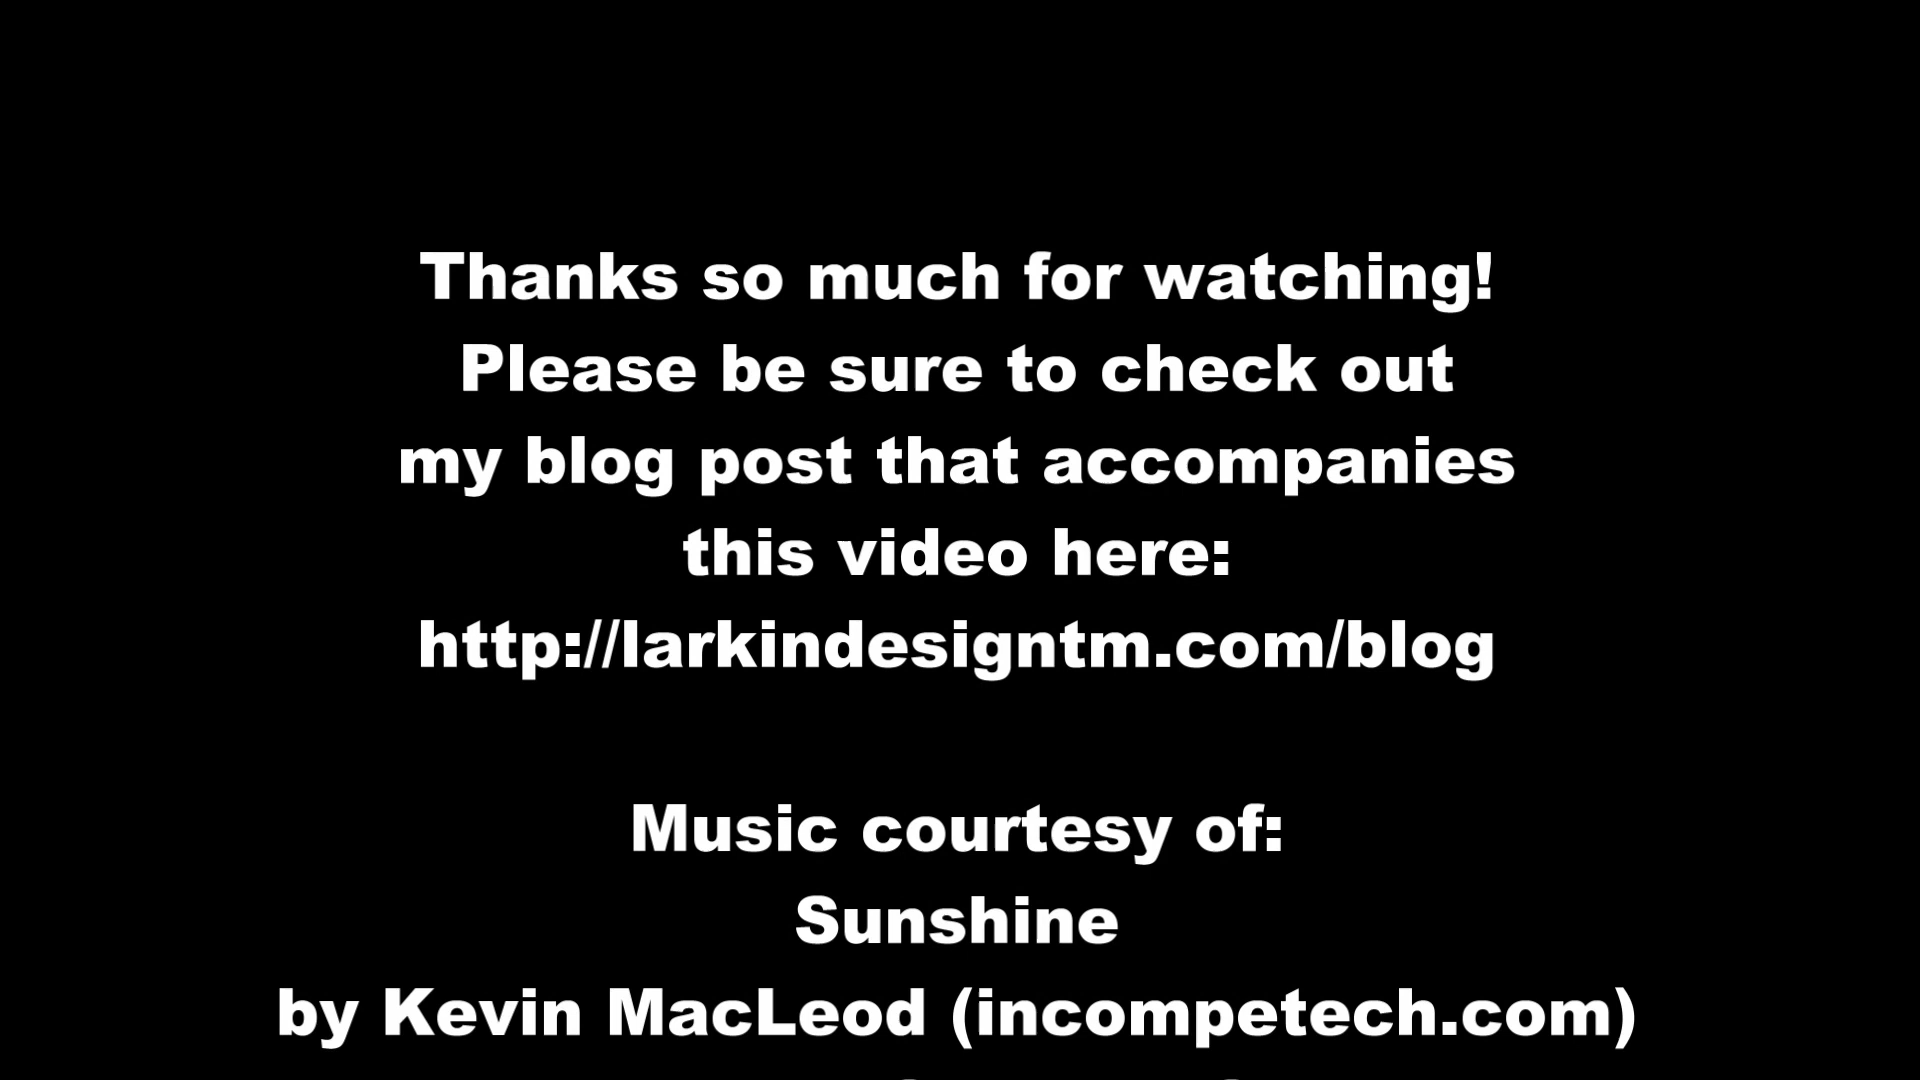 Thanks so much for watching!
Please be sure to check out
my blog post that accompanies
this video here:
http://larkindesigntm.com/blog
Music courtesy of:
Sunshine
by Kevin MacLeod (incompetech.com)